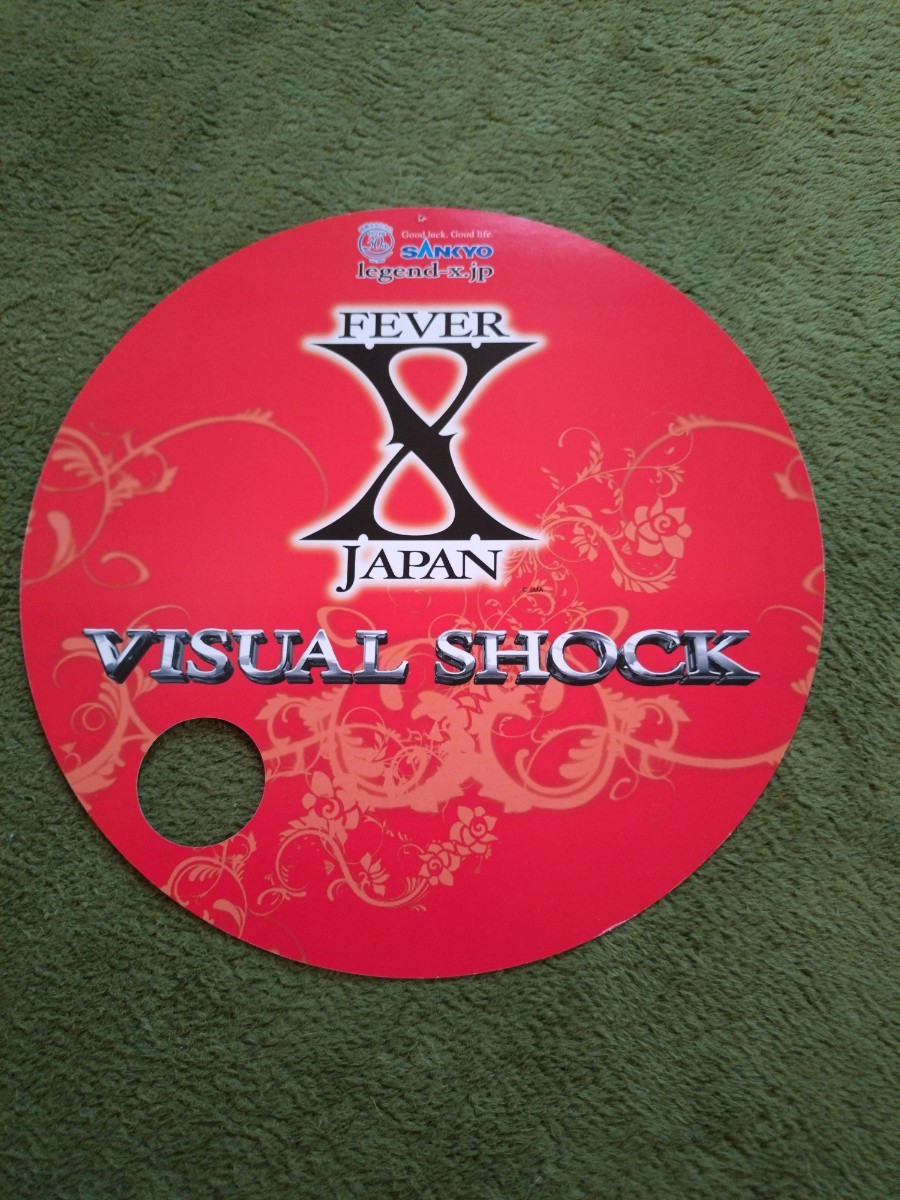 Good luck. Good life.
SANKYO
legend-x.jp
FEVER
X
JAPAN
VISUAL SHOCK